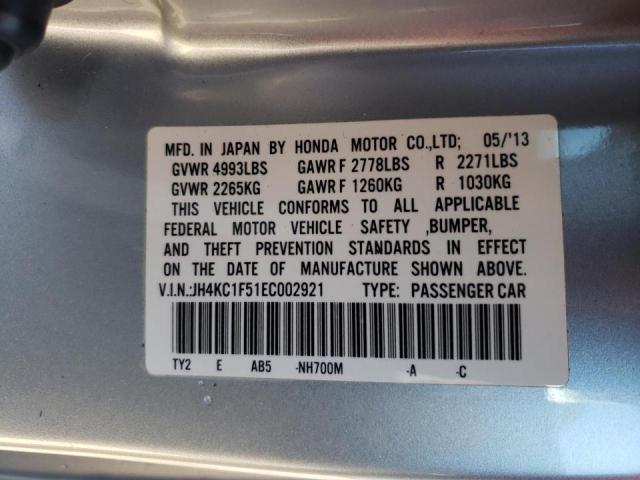 MFD. IN JAPAN BY HONDA MOTOR CO.,LTD; 05/'13
GVWR 4993LBS GAWR F 2778LBS R 2271LBS
GVWR 2265KG GAWR F 1260KG R 1030KG
THIS VEHICLE CONFORMS TO ALL APPLICABLE
FEDERAL MOTOR VEHICLE SAFETY ,BUMPER,
AND THEFT PREVENTION STANDARDS IN EFFECT
ON THE DATE OF MANUFACTURE SHOWN ABOVE.
V.I.N.:JH4KC1F51EC002921 TYPE: PASSENGER CAR
TY2 E AB5 -NH700M -A -C